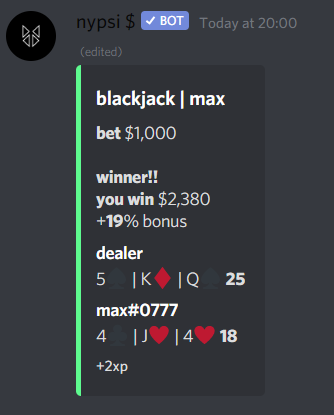 nypsi $ ✓ BOT Today at 20:00
(edited)
blackjack | max
bet $1,000
winner!!
you win $2,380
+19% bonus
dealer
5♠ | K♦ | Q♠ 25
max#0777
4♣ | J♥ | 4♥ 18
+2xp